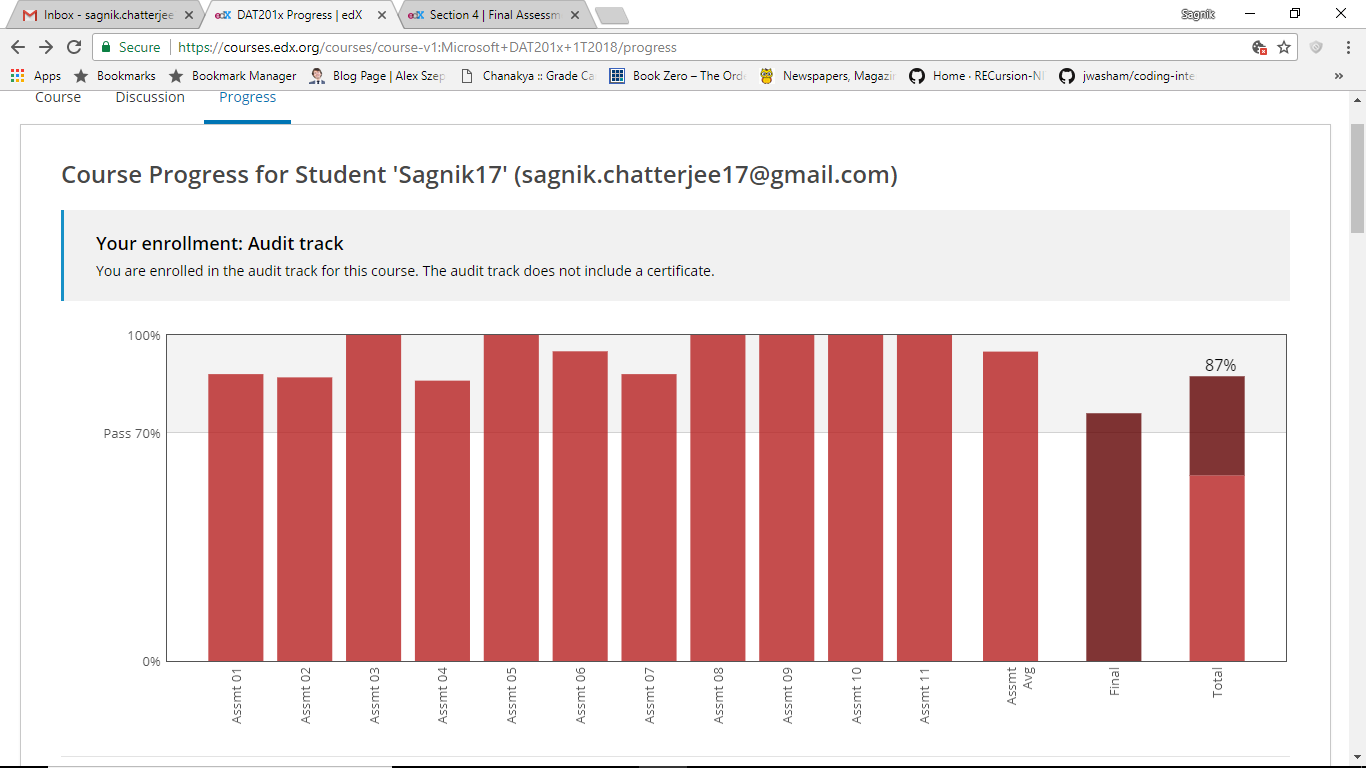 Inbox - sagnik.chatterjee
DAT201x Progress | edX
Section 4 | Final Assessm
Sagnik
Secure
https://courses.edx.org/courses/course-v1:Microsoft+DAT201x+1T2018/progress
Apps
Bookmarks
Bookmark Manager
Blog Page | Alex Szep
Chanakya :: Grade Ca
Book Zero – The Orde
Newspapers, Magazin
Home · RECursion-NI
jwasham/coding-inte
»
Course
Discussion
Progress
Course Progress for Student 'Sagnik17' (sagnik.chatterjee17@gmail.com)
Your enrollment: Audit track
You are enrolled in the audit track for this course. The audit track does not include a certificate.
100%
Pass 70%
0%
87%
Assmt 01
Assmt 02
Assmt 03
Assmt 04
Assmt 05
Assmt 06
Assmt 07
Assmt 08
Assmt 09
Assmt 10
Assmt 11
Assmt
Avg
Final
Total